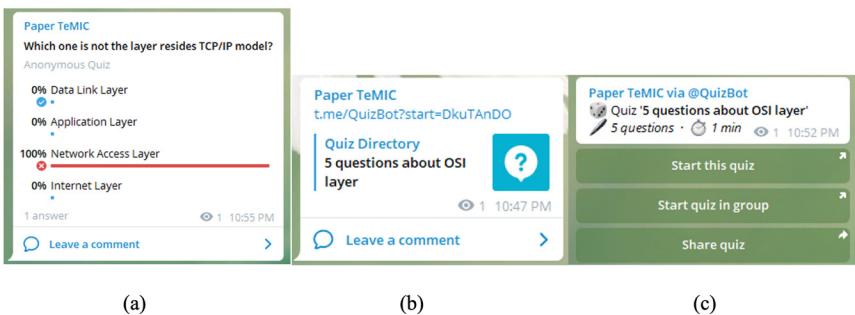 Paper TeMIC
Which one is not the layer resides TCP/IP model?
Anonymous Quiz
0% Data Link Layer
0% Application Layer
100% Network Access Layer
0% Internet Layer
1 answer 1 10:55 PM
Leave a comment
(a)
Paper TeMIC
t.me/QuizBot?start=DkuTAnDO
Quiz Directory
5 questions about OSI
layer
1 10:47 PM
Leave a comment
(b)
Paper TeMIC via @QuizBot
Quiz '5 questions about OSI layer'
5 questions · 1 min 1 10:52 PM
Start this quiz
Start quiz in group
Share quiz
(c)